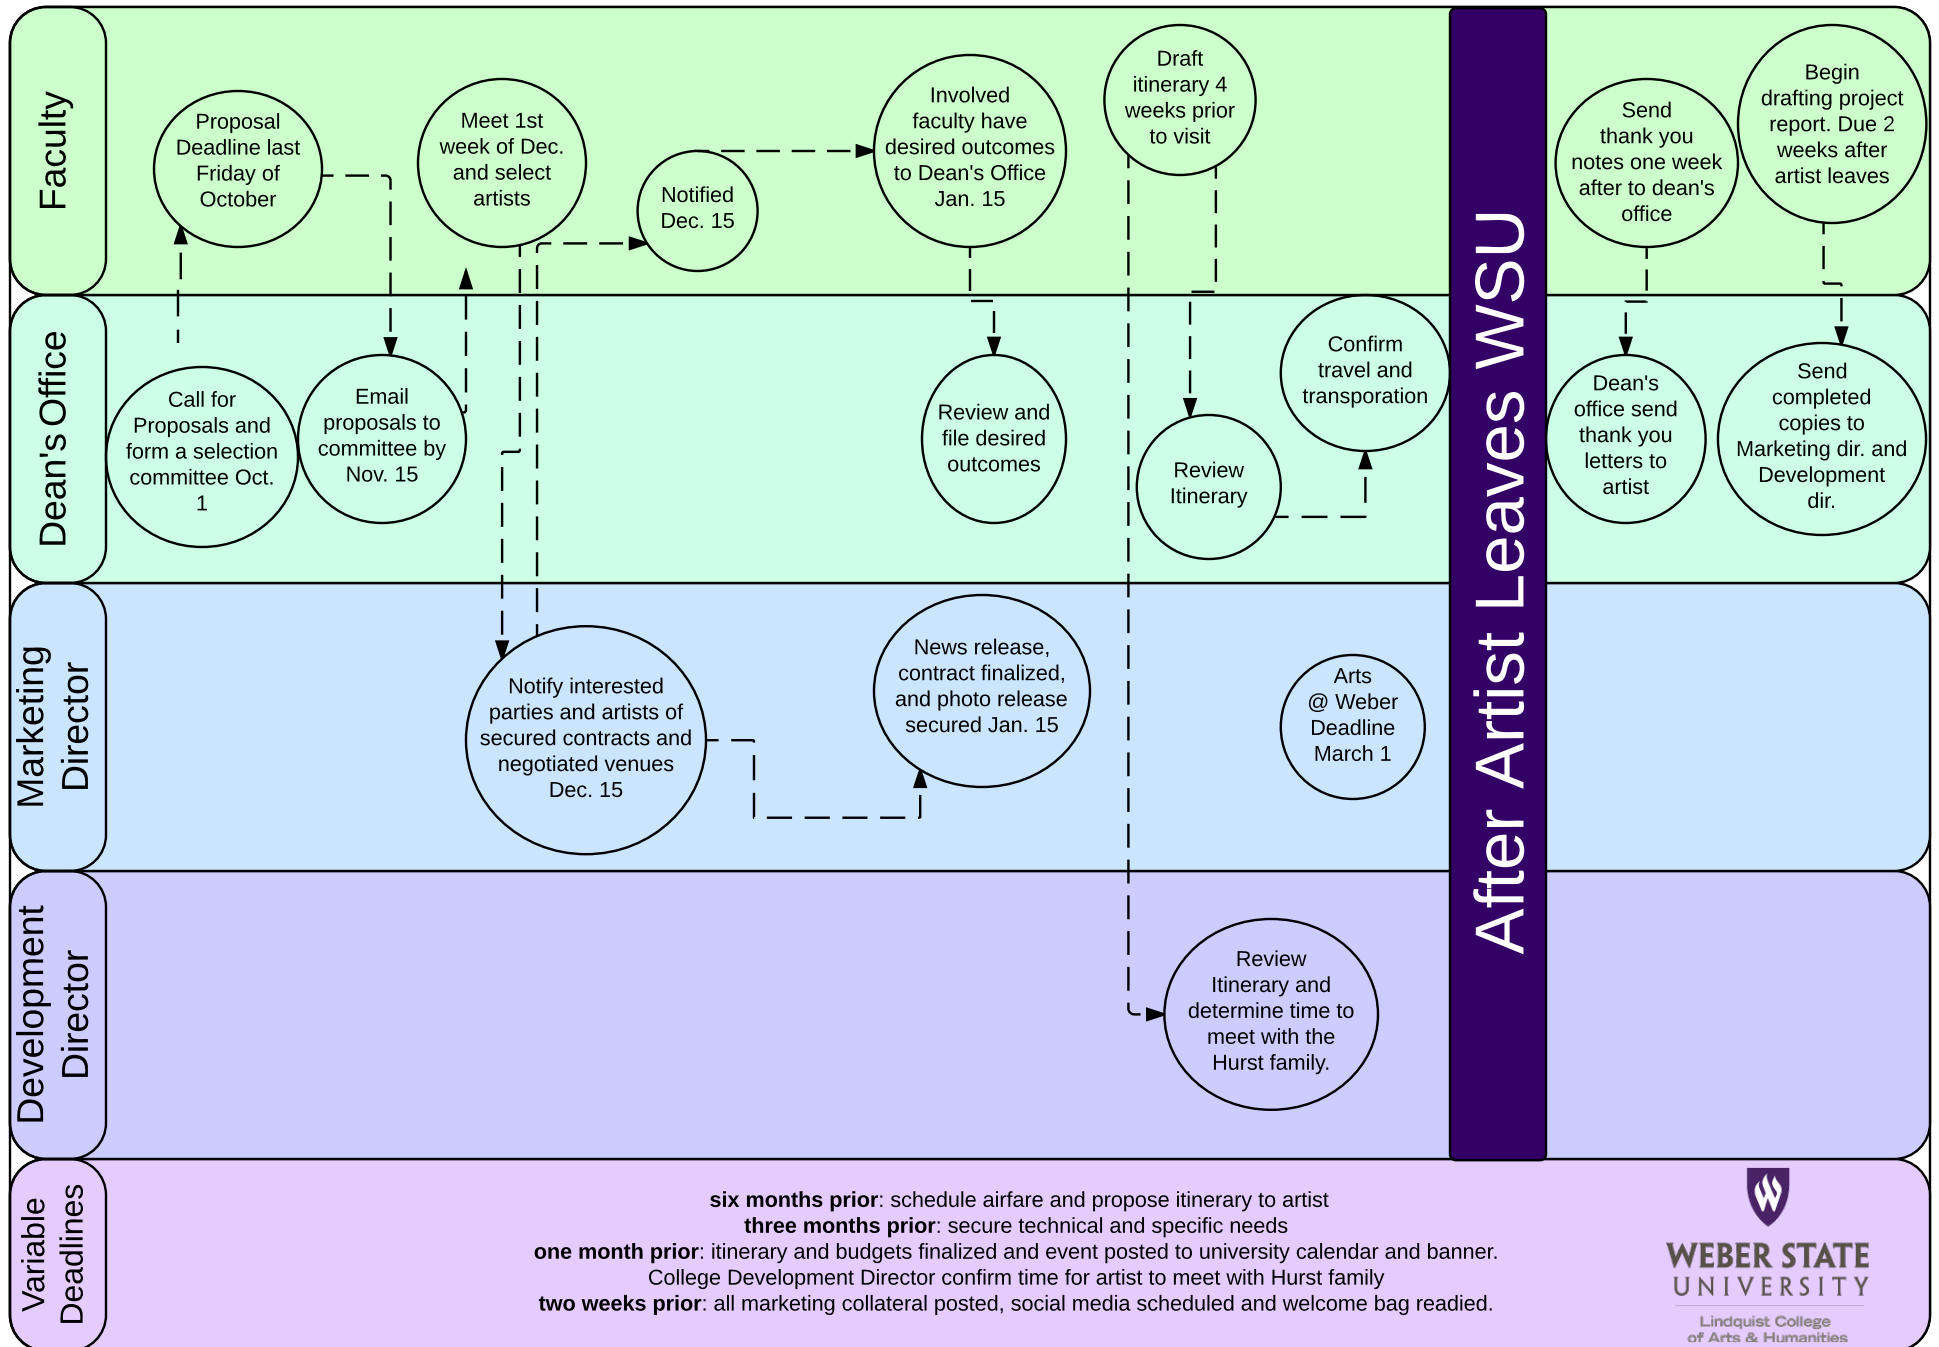 Faculty
Proposal
Deadline last
Friday of
October
Meet 1st
week of Dec.
and select
artists
Notified
Dec. 15
Involved
faculty have
desired outcomes
to Dean's Office
Jan. 15
Draft
itinerary 4
weeks prior
to visit
Send
thank you
notes one week
after to dean's
office
Begin
drafting project
report. Due 2
weeks after
artist leaves
Dean's Office
Call for
Proposals and
form a selection
committee Oct.
1
Email
proposals to
committee by
Nov. 15
Review and
file desired
outcomes
Review
Itinerary
Confirm
travel and
transporation
After Artist Leaves WSU
Dean's
office send
thank you
letters to
artist
Send
completed
copies to
Marketing dir. and
Development
dir.
Marketing
Director
Notify interested
parties and artists of
secured contracts and
negotiated venues
Dec. 15
News release,
contract finalized,
and photo release
secured Jan. 15
Arts
@ Weber
Deadline
March 1
Development
Director
Review
Itinerary and
determine time to
meet with the
Hurst family.
Variable
Deadlines
six months prior: schedule airfare and propose itinerary to artist
three months prior: secure technical and specific needs
one month prior: itinerary and budgets finalized and event posted to university calendar and banner.
College Development Director confirm time for artist to meet with Hurst family
two weeks prior: all marketing collateral posted, social media scheduled and welcome bag readied.
WEBER STATE
UNIVERSITY
Lindquist College
of Arts & Humanities